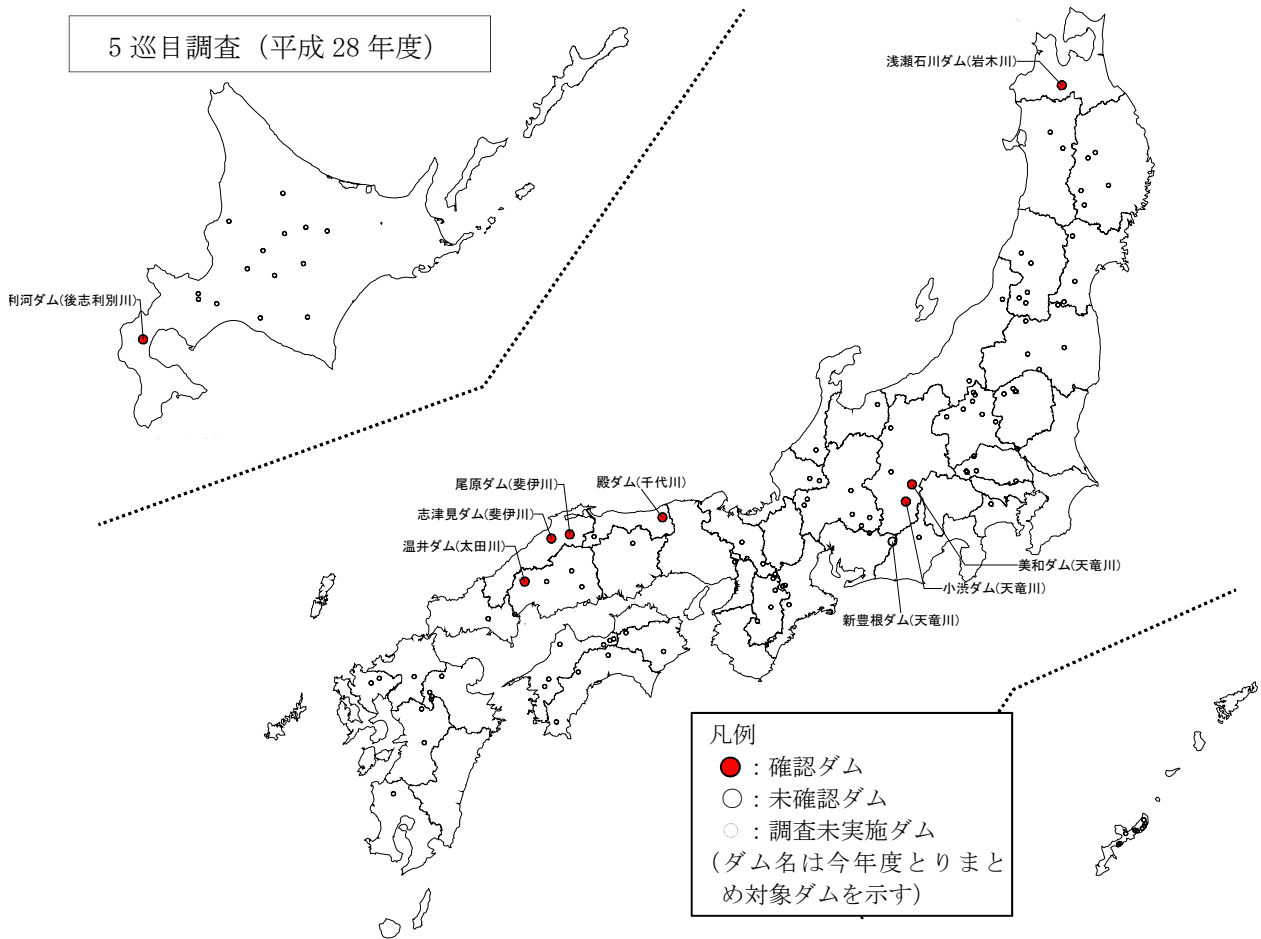 5 巡目調査（平成 28 年度）
浅瀬石川ダム(岩木川)
利河ダム(後志利別川)
尾原ダム(斐伊川)
殿ダム(千代川)
志津見ダム(斐伊川)
温井ダム(太田川)
美和ダム(天竜川)
小渋ダム(天竜川)
新豊根ダム(天竜川)
凡例
：確認ダム
：未確認ダム
：調査未実施ダム
（ダム名は今年度とりまと
め対象ダムを示す）